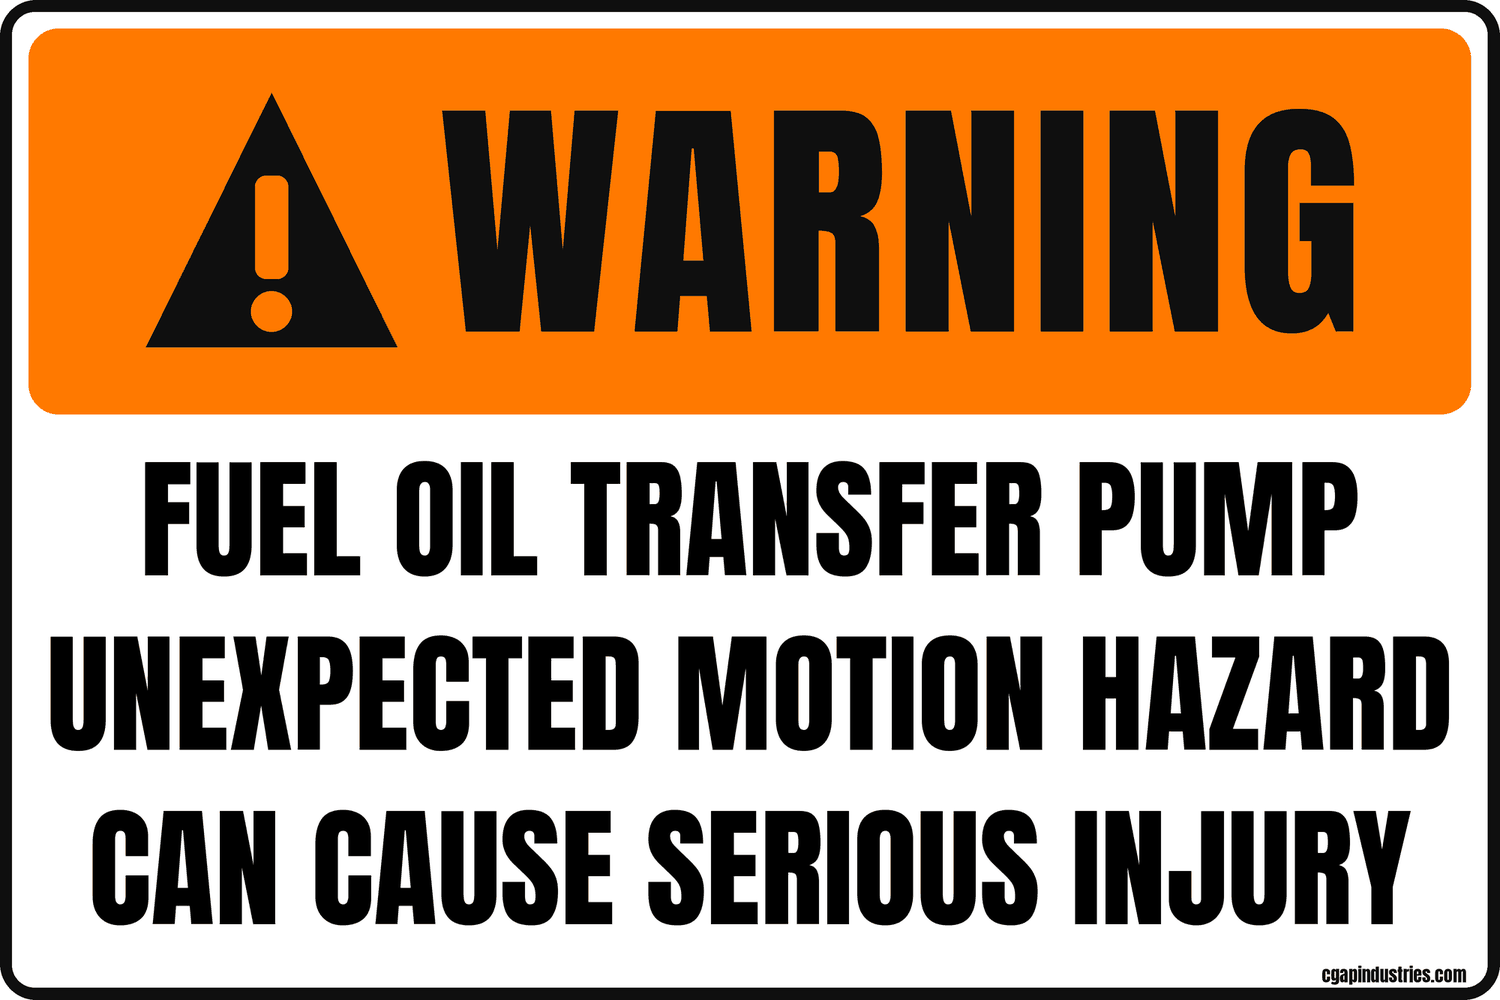 WARNING
FUEL OIL TRANSFER PUMP
UNEXPECTED MOTION HAZARD
CAN CAUSE SERIOUS INJURY
cgapindustries.com